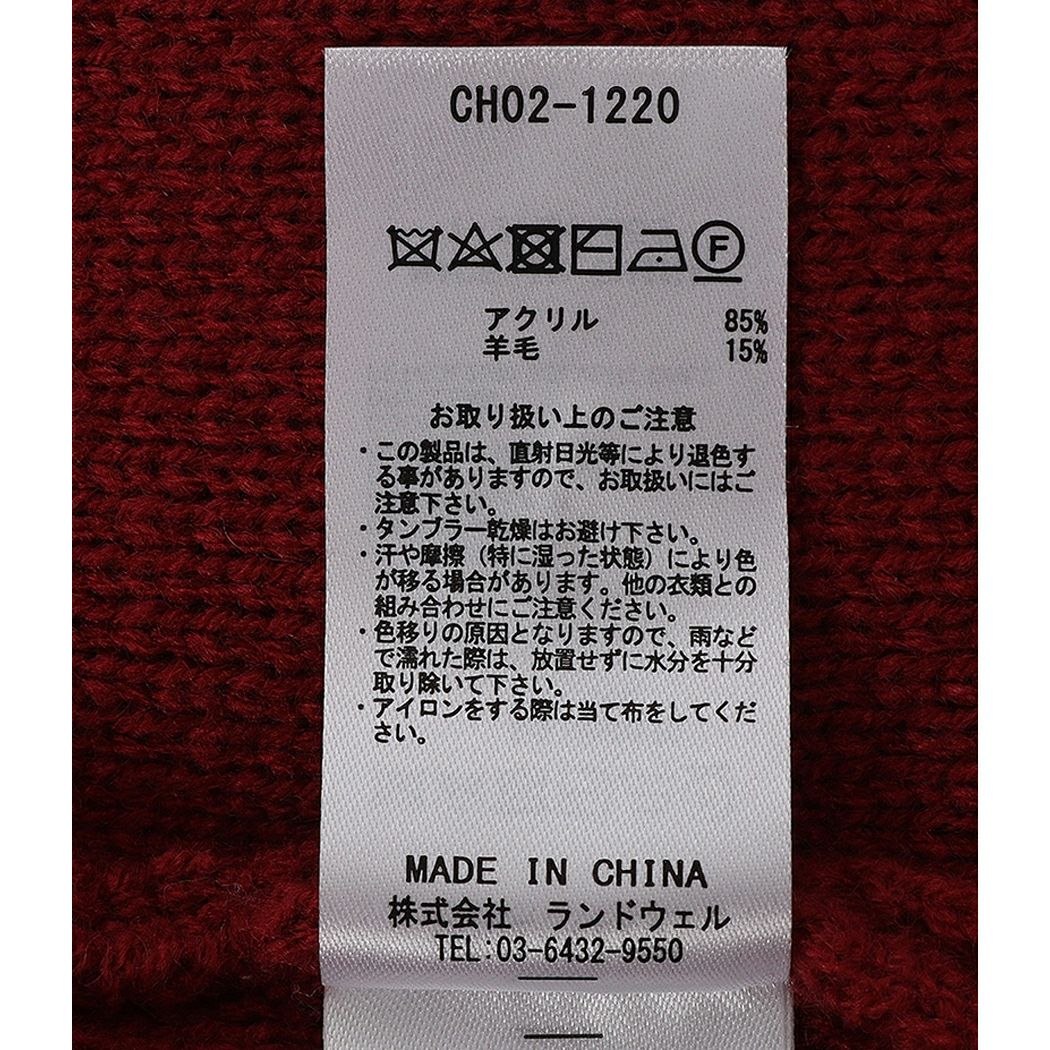 CH02-1220
F
アクリル 85%
羊毛 15%
お取り扱い上のご注意
・この製品は、直射日光等により退色す
る事がありますので、お取扱いにはご
注意下さい。
・タンブラー乾燥はお避け下さい。
・汗や摩擦（特に湿った状態）により色
が移る場合があります。他の衣類との
組み合わせにご注意ください。
・色移りの原因となりますので、雨など
で濡れた際は、放置せずに水分を十分
取り除いて下さい。
・アイロンをする際は当て布をしてくだ
さい。
MADE IN CHINA
株式会社 ランドウェル
TEL:03-6432-9550